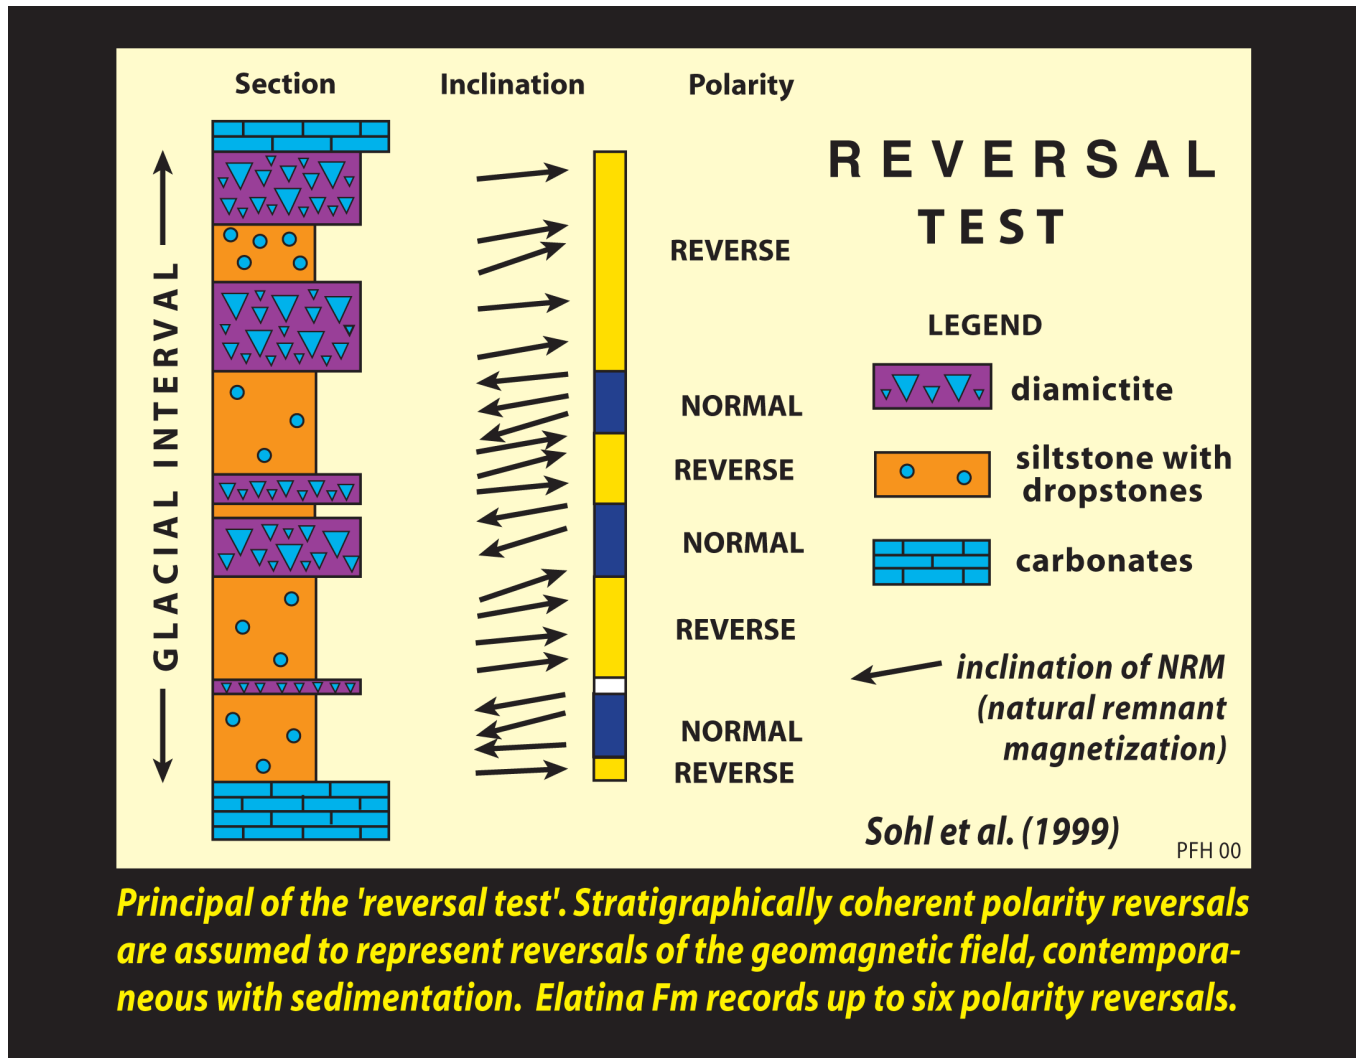 Section
Inclination
Polarity
REVERSAL
TEST
GLACIAL INTERVAL
REVERSE
NORMAL
REVERSE
NORMAL
REVERSE
NORMAL
REVERSE
LEGEND
diamictite
siltstone with
dropstones
carbonates
inclination of NRM
(natural remnant
magnetization)
Sohl et al. (1999)
PFH 00
Principal of the 'reversal test'. Stratigraphically coherent polarity reversals
are assumed to represent reversals of the geomagnetic field, contempora-
neous with sedimentation. Elatina Fm records up to six polarity reversals.